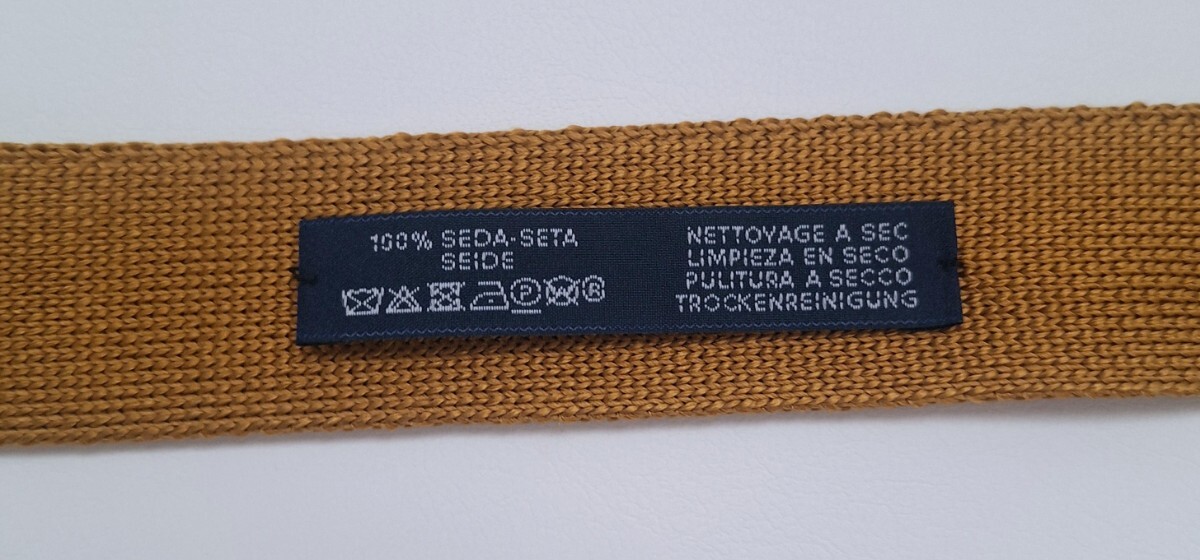 100% SEDA-SETA
SEIDE
P W ®
NETTOYAGE A SEC
LIMPIEZA EN SECO
PULITURA A SECCO
TROCKENREINIGUNG